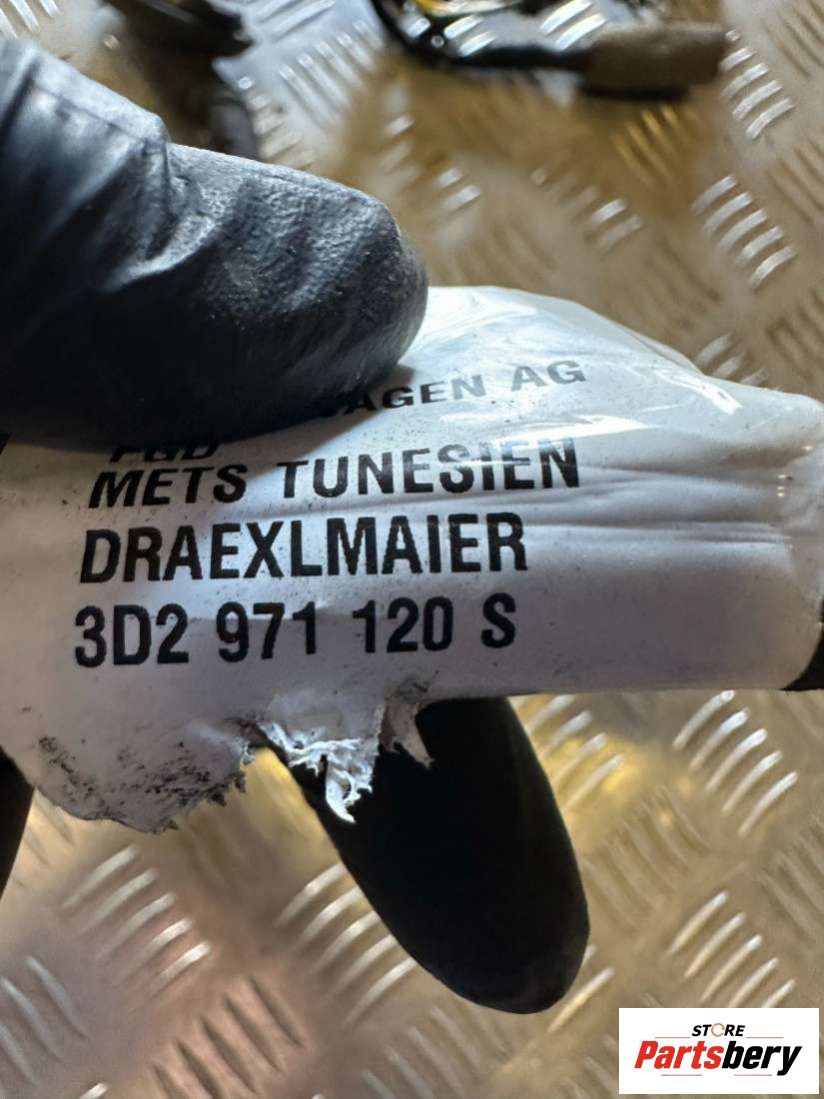 AGEN AG
METS TUNESIEN
DRAEXLMAIER
3D2 971 120 S
STORE
Partsbery